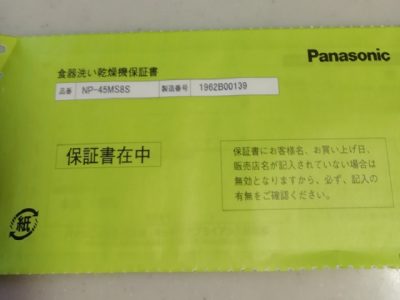 Panasonic
食器洗い乾燥機保証書
品番 NP-45MS8S 製造番号 1962B00139
保証書在中
保証書にお客様名、お買い上げ日、
販売店名が記入されていない場合は
無効となりますから、必ず、記入の
有無をご確認ください。
紙